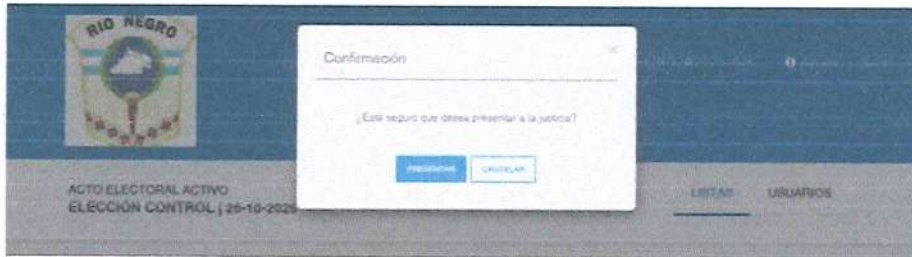 RIO NEGRO
Confirmación
¿Está seguro que desea presentar a la justicia?
PRESENTAR CANCELAR
ACTO ELECTORAL ACTIVO
ELECCIÓN CONTROL | 26-10-
LISTAS USUARIOS